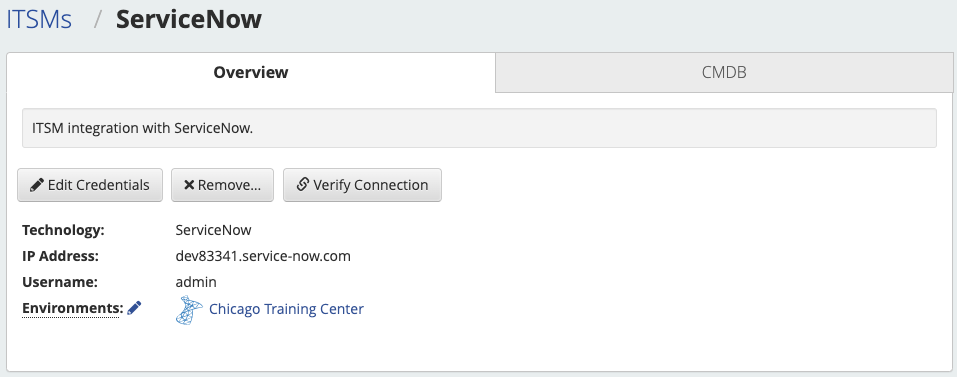 ITSMs / ServiceNow
Overview
CMDB
ITSM integration with ServiceNow.
Edit Credentials
Remove...
Verify Connection
Technology: ServiceNow
IP Address: dev83341.service-now.com
Username: admin
Environments: Chicago Training Center